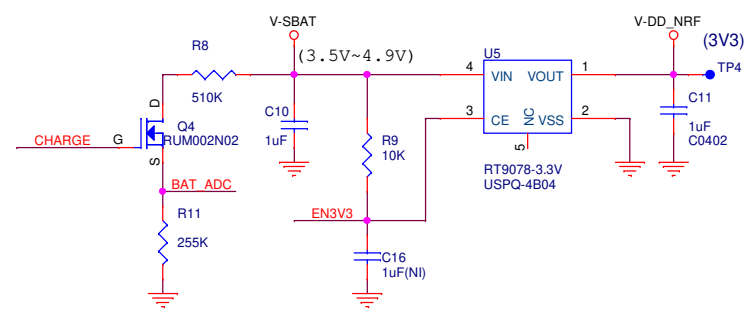 V-SBAT
V-DD_NRF
R8
(3.5V~4.9V)
U5
(3V3)
4
VIN
VOUT
1
TP4
510K
C10
1uF
D
Q4
RUM002N02
CHARGE
G
S
3
CE
NC
VSS
2
C11
1uF
C0402
R9
10K
5
RT9078-3.3V
USPQ-4B04
BAT_ADC
R11
255K
EN3V3
C16
1uF(NI)